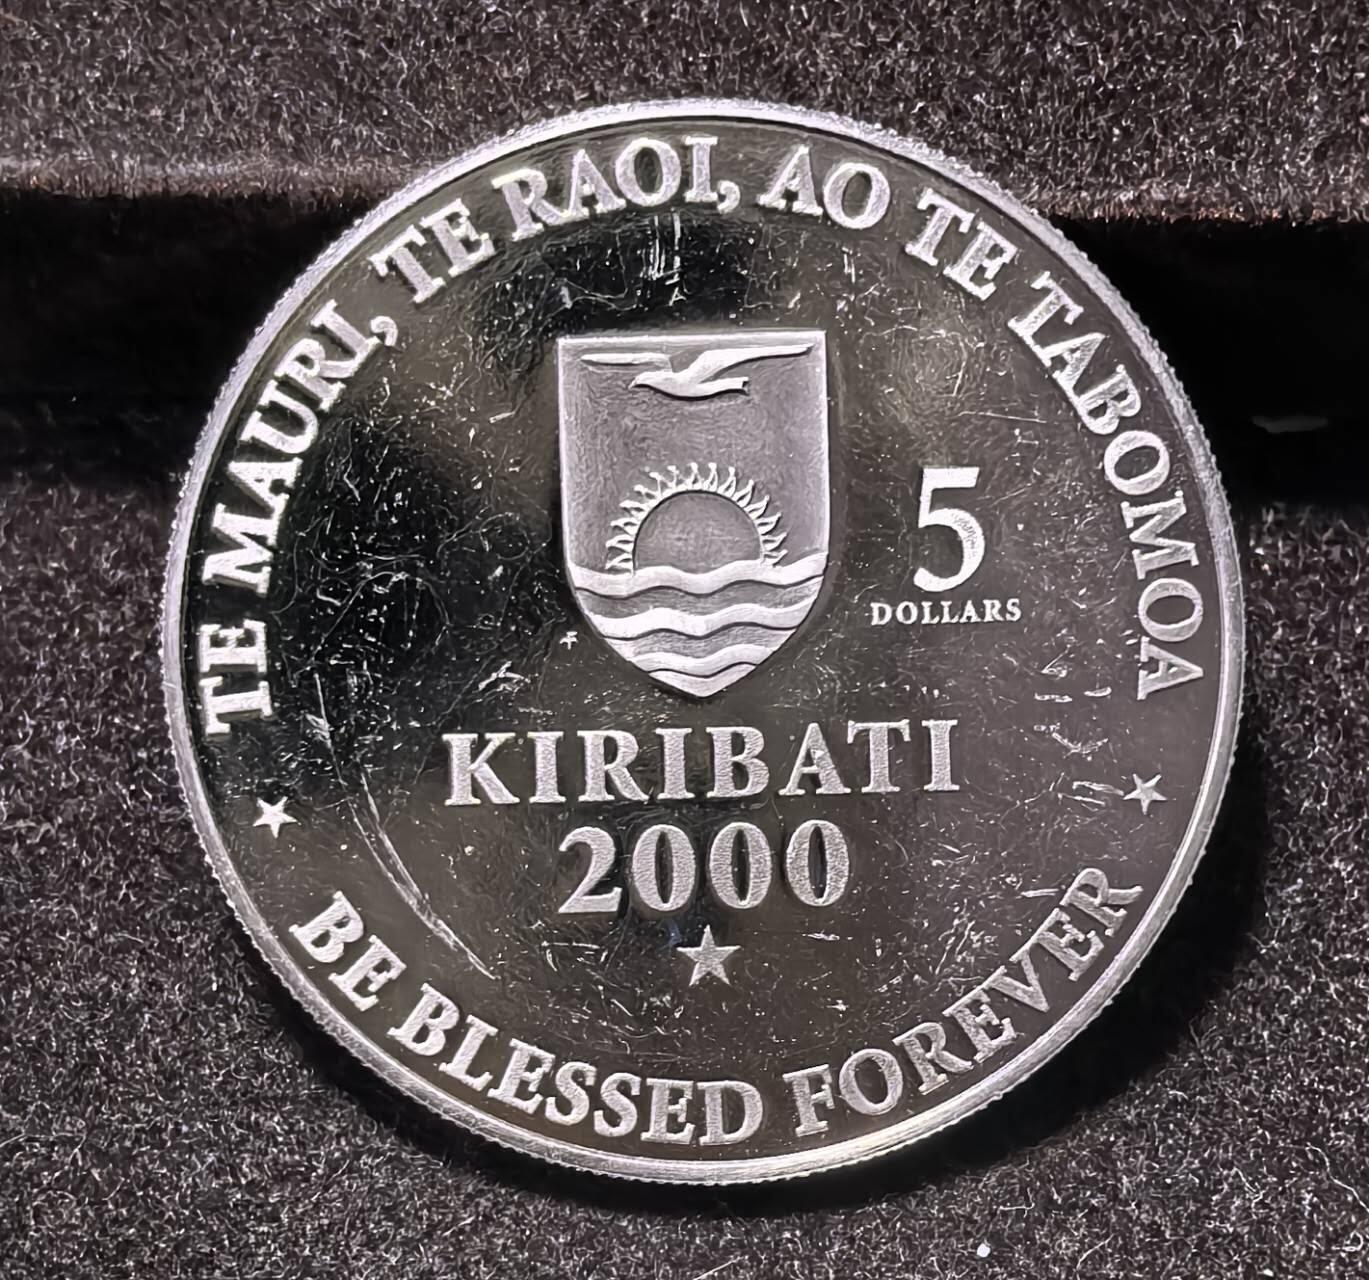 TE MAURI, TE RAOI, AO TE TABOMOA
5
DOLLARS
KIRIBATI
2000
BE BLESSED FOREVER